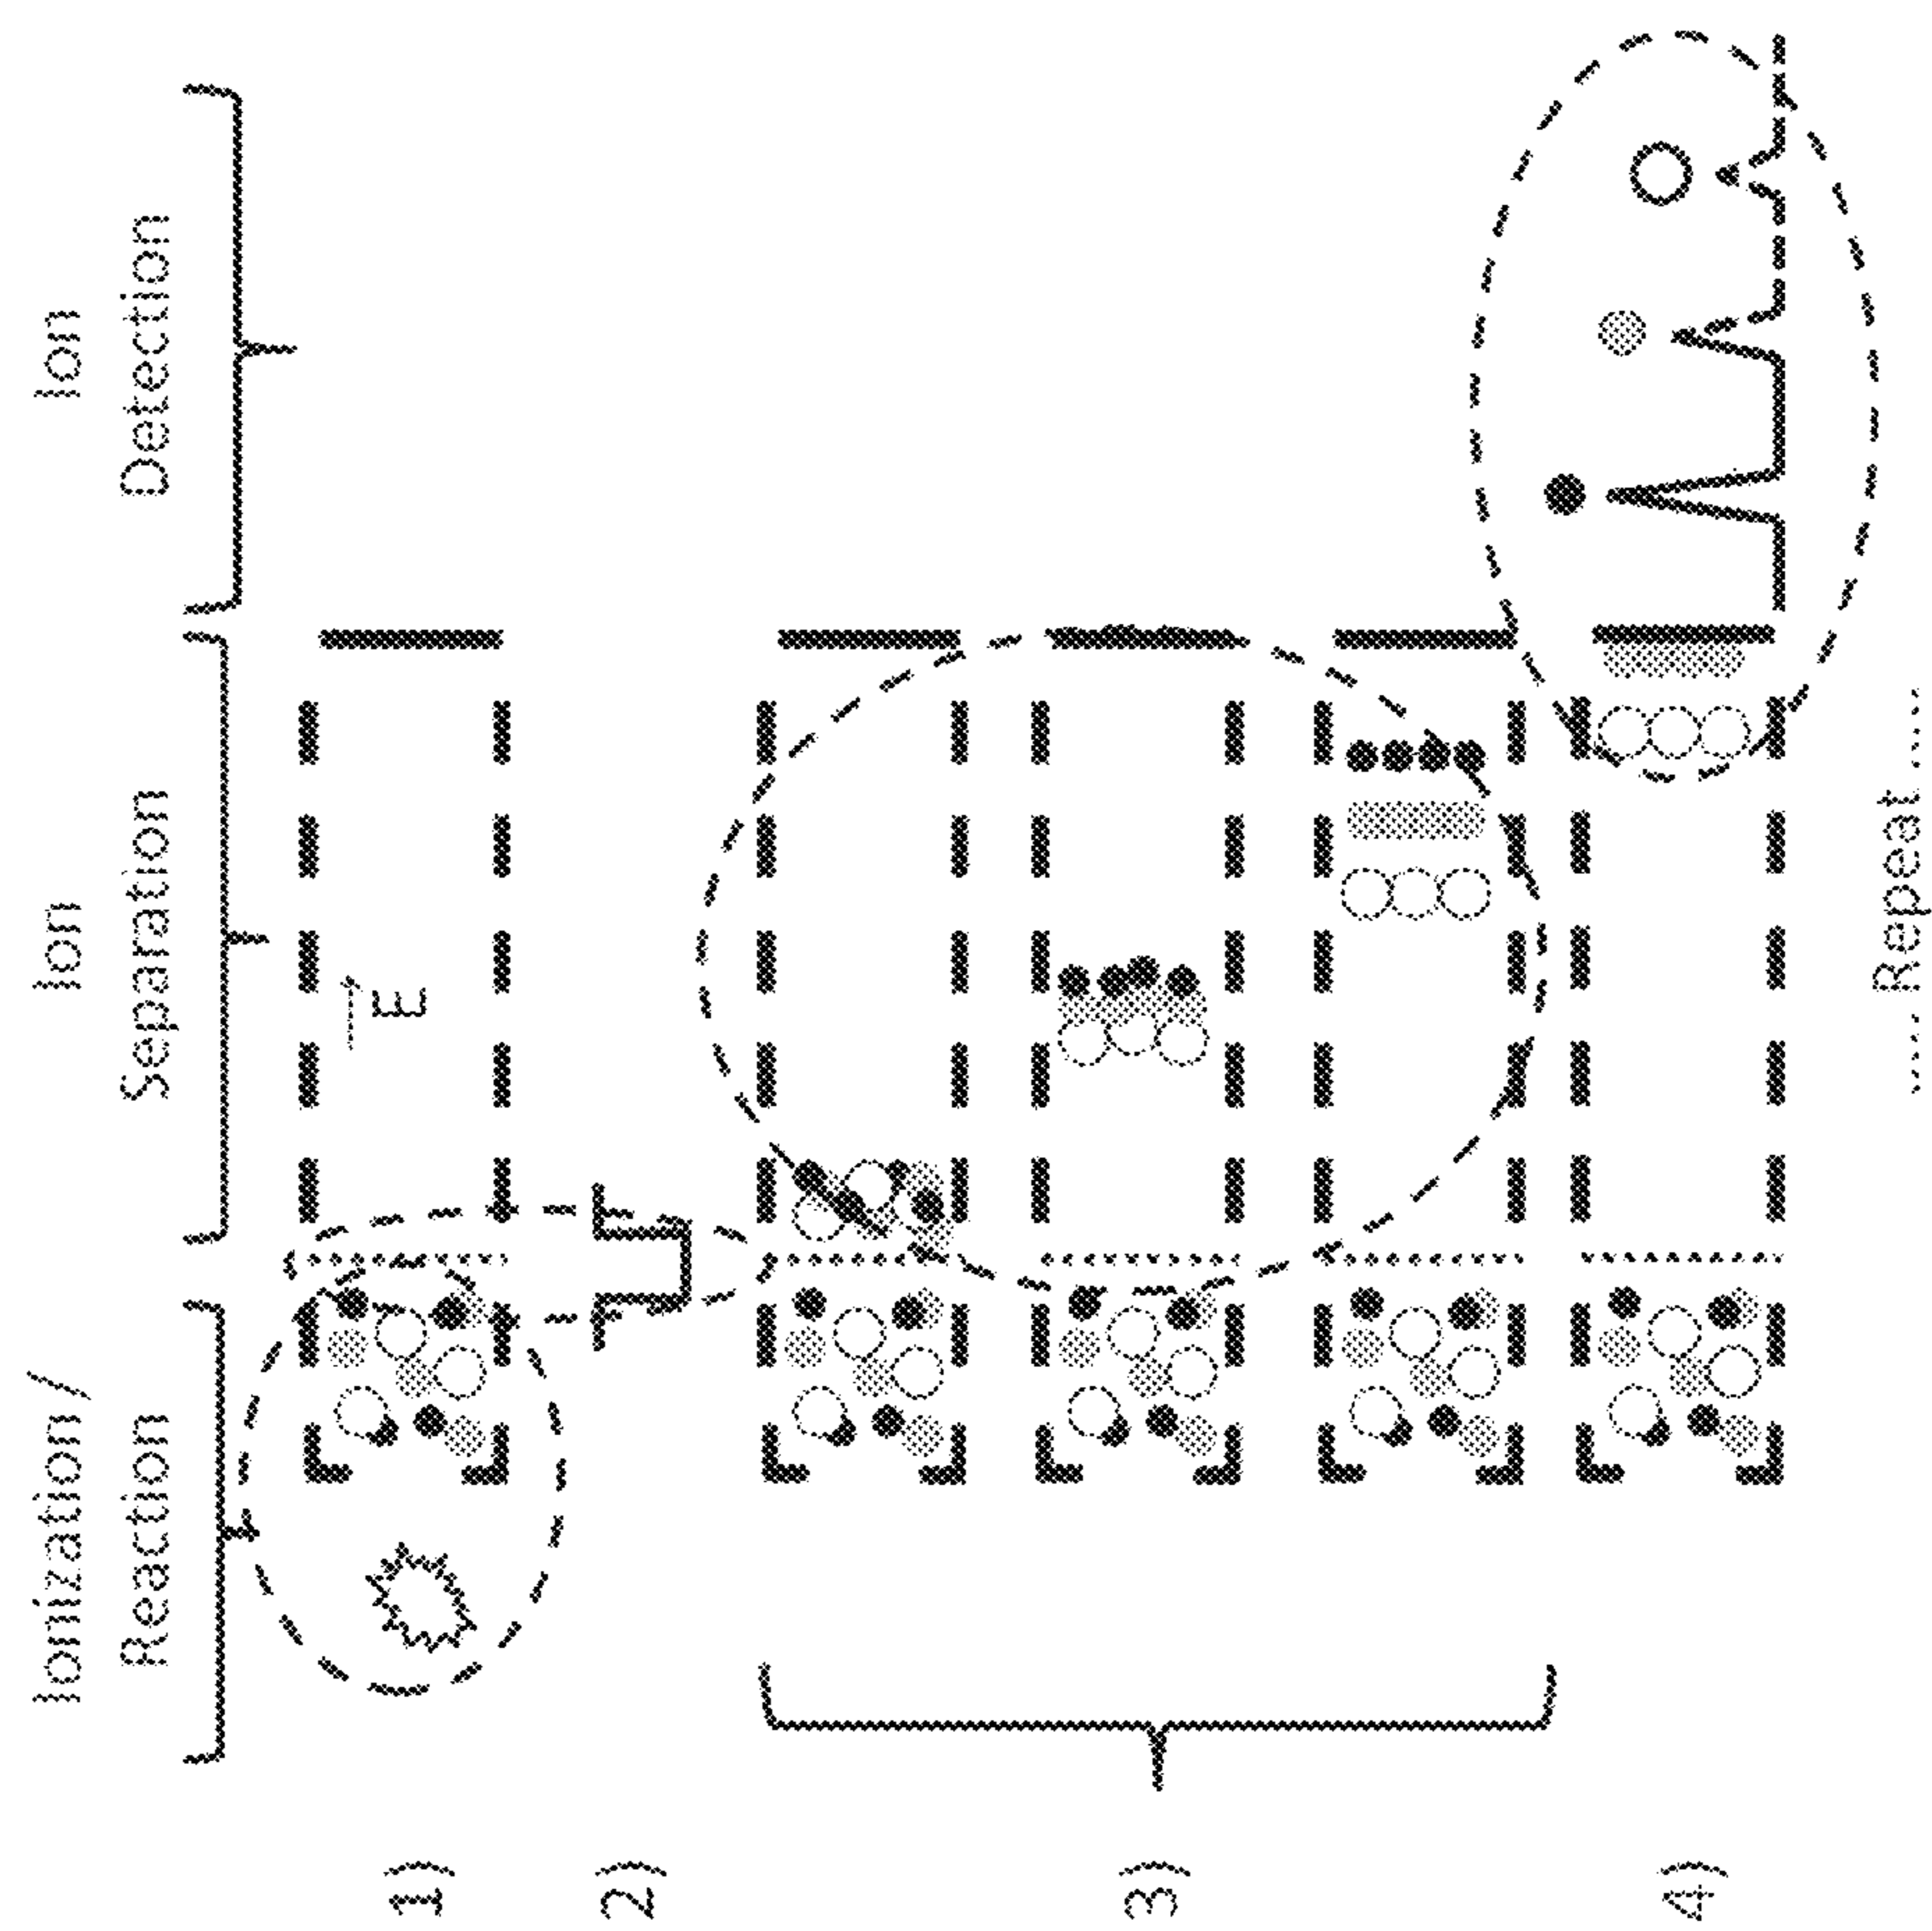 Ionization /
Reaction
Ion
Separation
Ion
Detection
1)
E
2)
3)
4)
..... Repeat .....